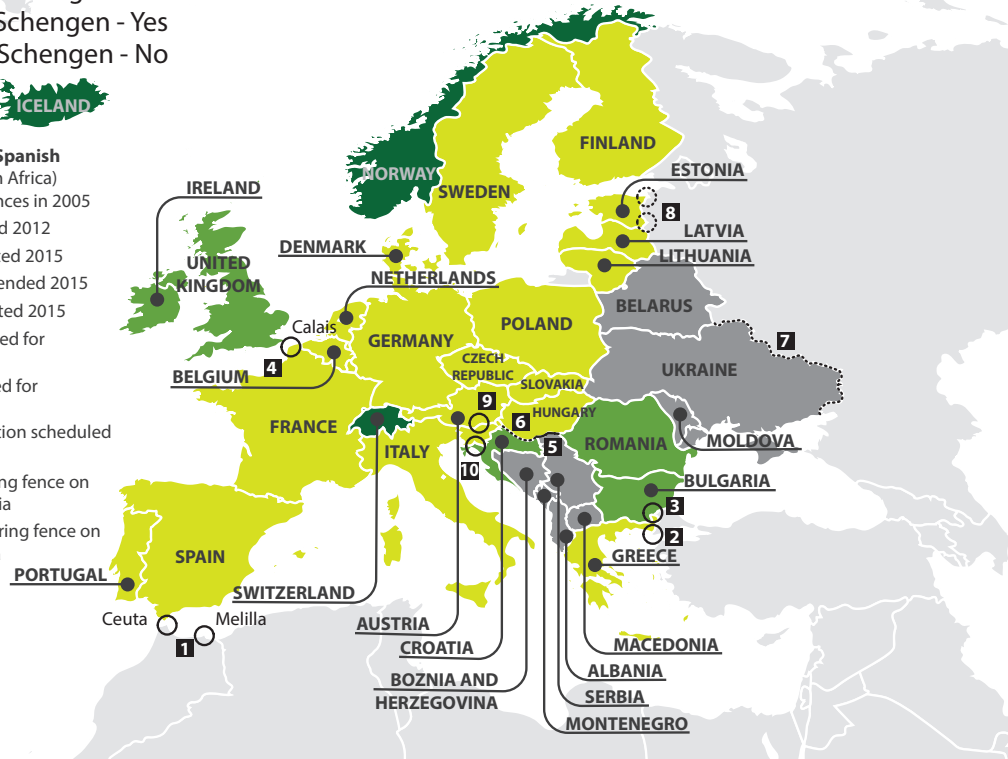 Schengen - Yes
Schengen - No
ICELAND
Spanish
Africa)
nces in 2005
2012
ted 2015
ended 2015
ted 2015
ed for
ed for
tion scheduled
ng fence on
ia
ring fence on
IRELAND
UNITED
KINGDOM
NORWAY
SWEDEN
FINLAND
ESTONIA
8
LATVIA
LITHUANIA
DENMARK
NETHERLANDS
BELARUS
Calais
4
BELGIUM
GERMANY
POLAND
7
UKRAINE
CZECH
REPUBLIC
SLOVAKIA
9
HUNGARY
6
FRANCE
ITALY
10
5
ROMANIA
MOLDOVA
BULGARIA
3
2
GREECE
SPAIN
PORTUGAL
SWITZERLAND
Ceuta
Melilla
1
AUSTRIA
CROATIA
BOZNIA AND
HERZEGOVINA
MACEDONIA
ALBANIA
SERBIA
MONTENEGRO